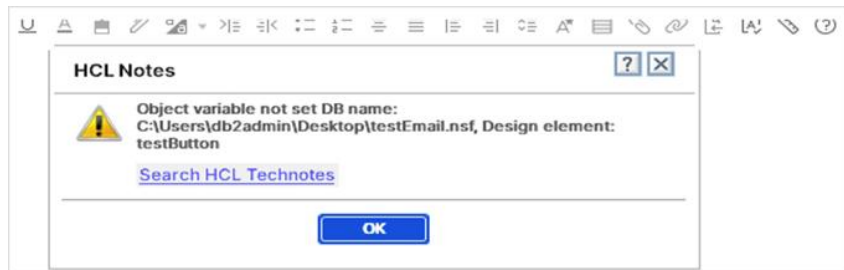 HCL Notes
Object variable not set DB name:
C:\Users\db2admin\Desktop\testEmail.nsf, Design element:
testButton
Search HCL Technotes
OK